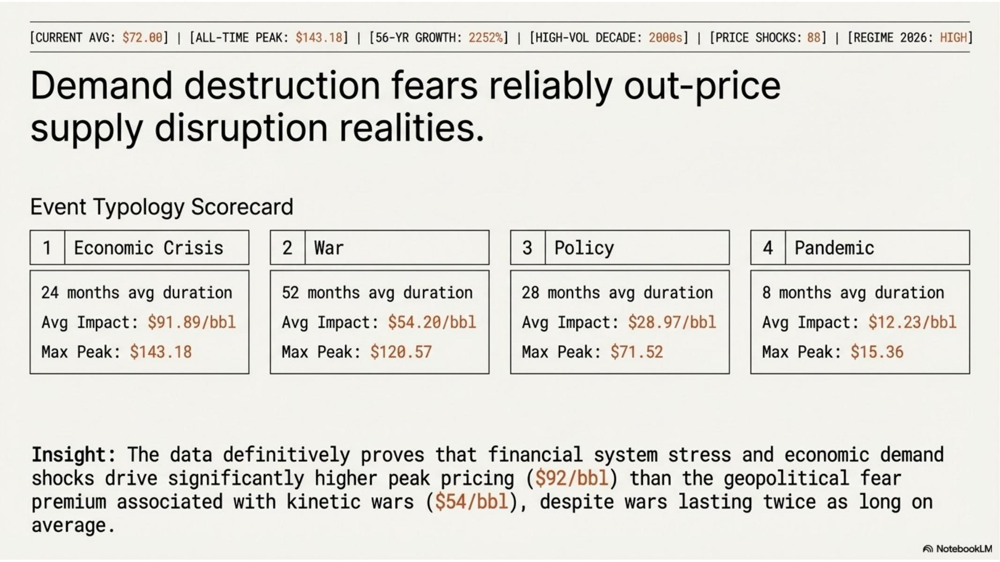 [CURRENT AVG: $72.00] | [ALL-TIME PEAK: $143.18] | [56-YR GROWTH: 2252%] | [HIGH-VOL DECADE: 2000s] | [PRICE SHOCKS: 88] | [REGIME 2026: HIGH]
Demand destruction fears reliably out-price
supply disruption realities.
Event Typology Scorecard
1 Economic Crisis
24 months avg duration
Avg Impact: $91.89/bbl
Max Peak: $143.18
2 War
52 months avg duration
Avg Impact: $54.20/bbl
Max Peak: $120.57
3 Policy
28 months avg duration
Avg Impact: $28.97/bbl
Max Peak: $71.52
4 Pandemic
8 months avg duration
Avg Impact: $12.23/bbl
Max Peak: $15.36
Insight: The data definitively proves that financial system stress and economic demand
shocks drive significantly higher peak pricing ($92/bbl) than the geopolitical fear
premium associated with kinetic wars ($54/bbl), despite wars lasting twice as long on
average.
NotebookLM